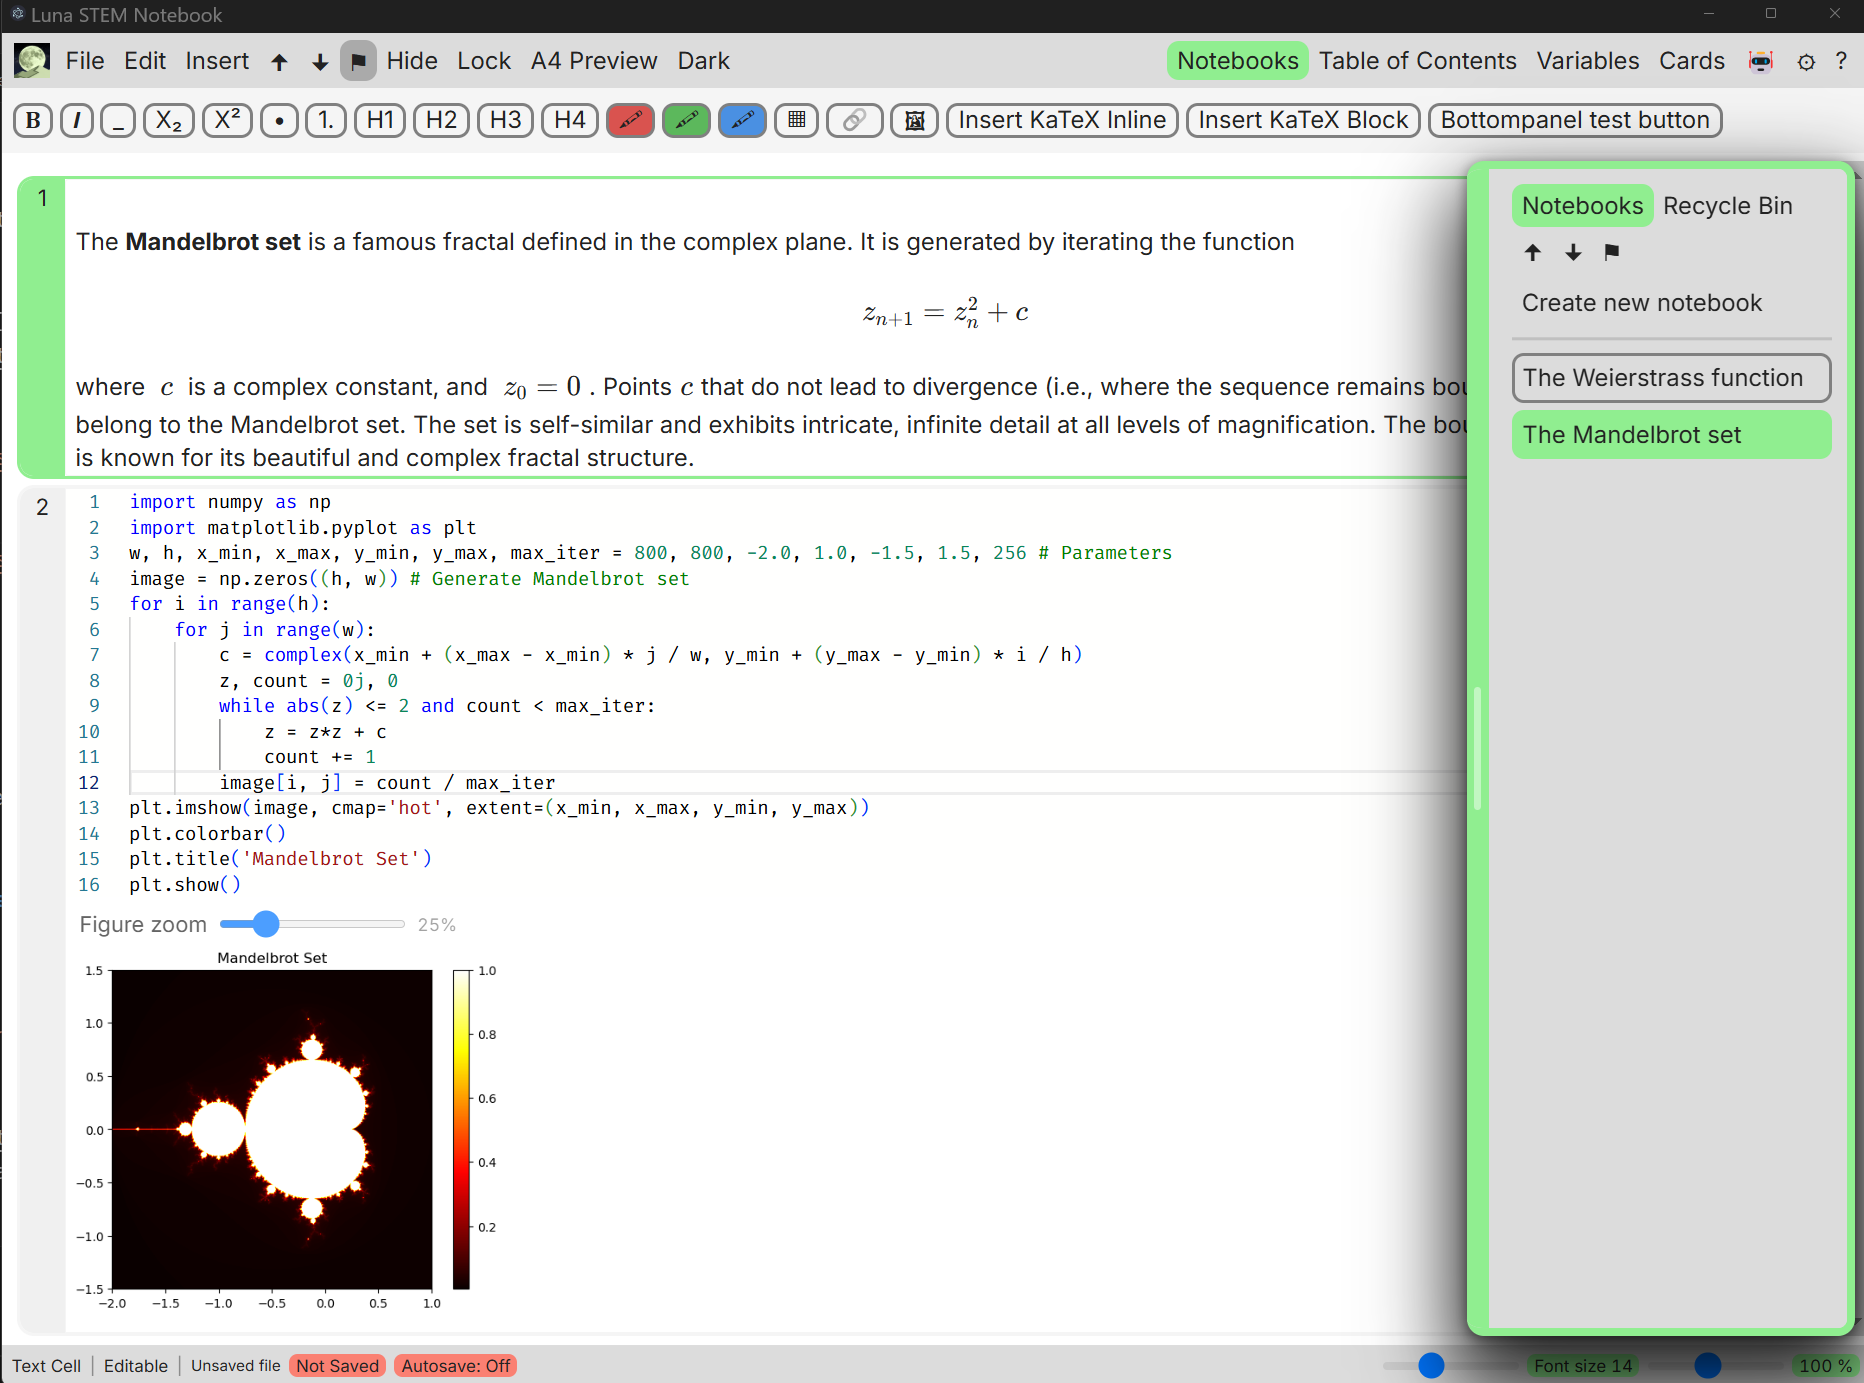 Luna STEM Notebook
File Edit Insert Hide Lock A4 Preview Dark Notebooks Table of Contents Variables Cards ?
B I _ X₂ X² • 1. H1 H2 H3 H4 Insert KaTeX Inline Insert KaTeX Block Bottompanel test button
1
The Mandelbrot set is a famous fractal defined in the complex plane. It is generated by iterating the function
zₙ₊₁ = zₙ² + c
where c is a complex constant, and z₀ = 0 . Points c that do not lead to divergence (i.e., where the sequence remains bou
belong to the Mandelbrot set. The set is self-similar and exhibits intricate, infinite detail at all levels of magnification. The bou
is known for its beautiful and complex fractal structure.
2
1 import numpy as np
2 import matplotlib.pyplot as plt
3 w, h, x_min, x_max, y_min, y_max, max_iter = 800, 800, -2.0, 1.0, -1.5, 1.5, 256 # Parameters
4 image = np.zeros((h, w)) # Generate Mandelbrot set
5 for i in range(h):
6     for j in range(w):
7         c = complex(x_min + (x_max - x_min) * j / w, y_min + (y_max - y_min) * i / h)
8         z, count = 0j, 0
9         while abs(z) <= 2 and count < max_iter:
10             z = z*z + c
11             count += 1
12         image[i, j] = count / max_iter
13 plt.imshow(image, cmap='hot', extent=(x_min, x_max, y_min, y_max))
14 plt.colorbar()
15 plt.title('Mandelbrot Set')
16 plt.show()
Figure zoom 25%
Mandelbrot Set
1.5
1.0
0.5
0.0
−0.5
−1.0
−1.5
−2.0 −1.5 −1.0 −0.5 0.0 0.5 1.0
1.0
0.8
0.6
0.4
0.2
Notebooks Recycle Bin
Create new notebook
The Weierstrass function
The Mandelbrot set
Text Cell | Editable | Unsaved file Not Saved Autosave: Off Font size 14 100 %